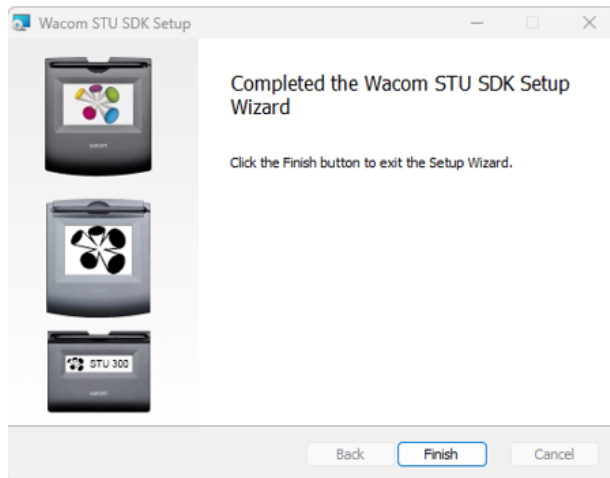 Wacom STU SDK Setup
Completed the Wacom STU SDK Setup
Wizard
Click the Finish button to exit the Setup Wizard.
STU 300
Back
Finish
Cancel